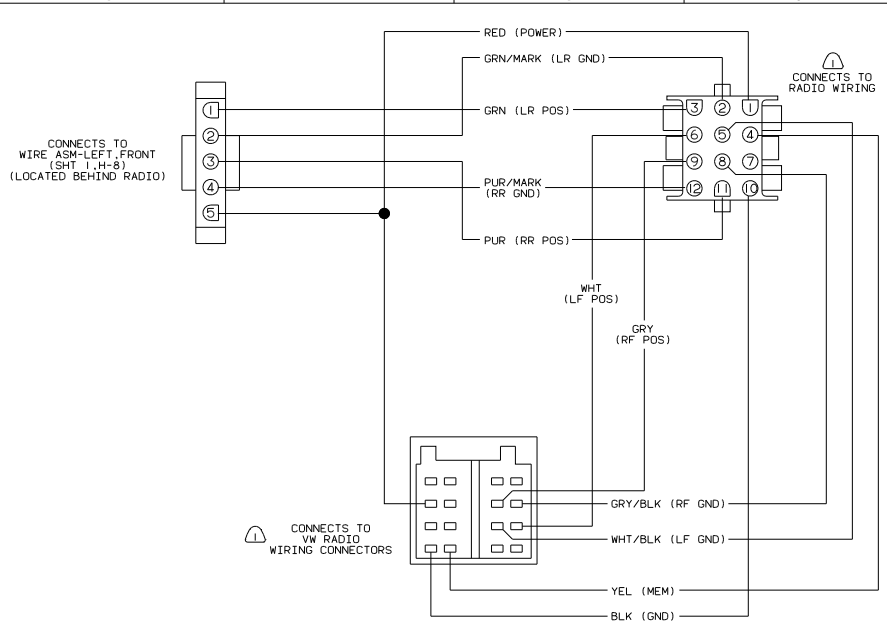 RED (POWER)
GRN/MARK (LR GND)
1
CONNECTS TO
RADIO WIRING
GRN (LR POS)
3 2 1
6 5 4
9 8 7
12 11 10
1
2
3
4
5
CONNECTS TO
WIRE ASM-LEFT,FRONT
(SHT 1,H-8)
(LOCATED BEHIND RADIO)
PUR/MARK
(RR GND)
PUR (RR POS)
WHT
(LF POS)
GRY
(RF POS)
GRY/BLK (RF GND)
1
CONNECTS TO
VW RADIO
WIRING CONNECTORS
WHT/BLK (LF GND)
YEL (MEM)
BLK (GND)